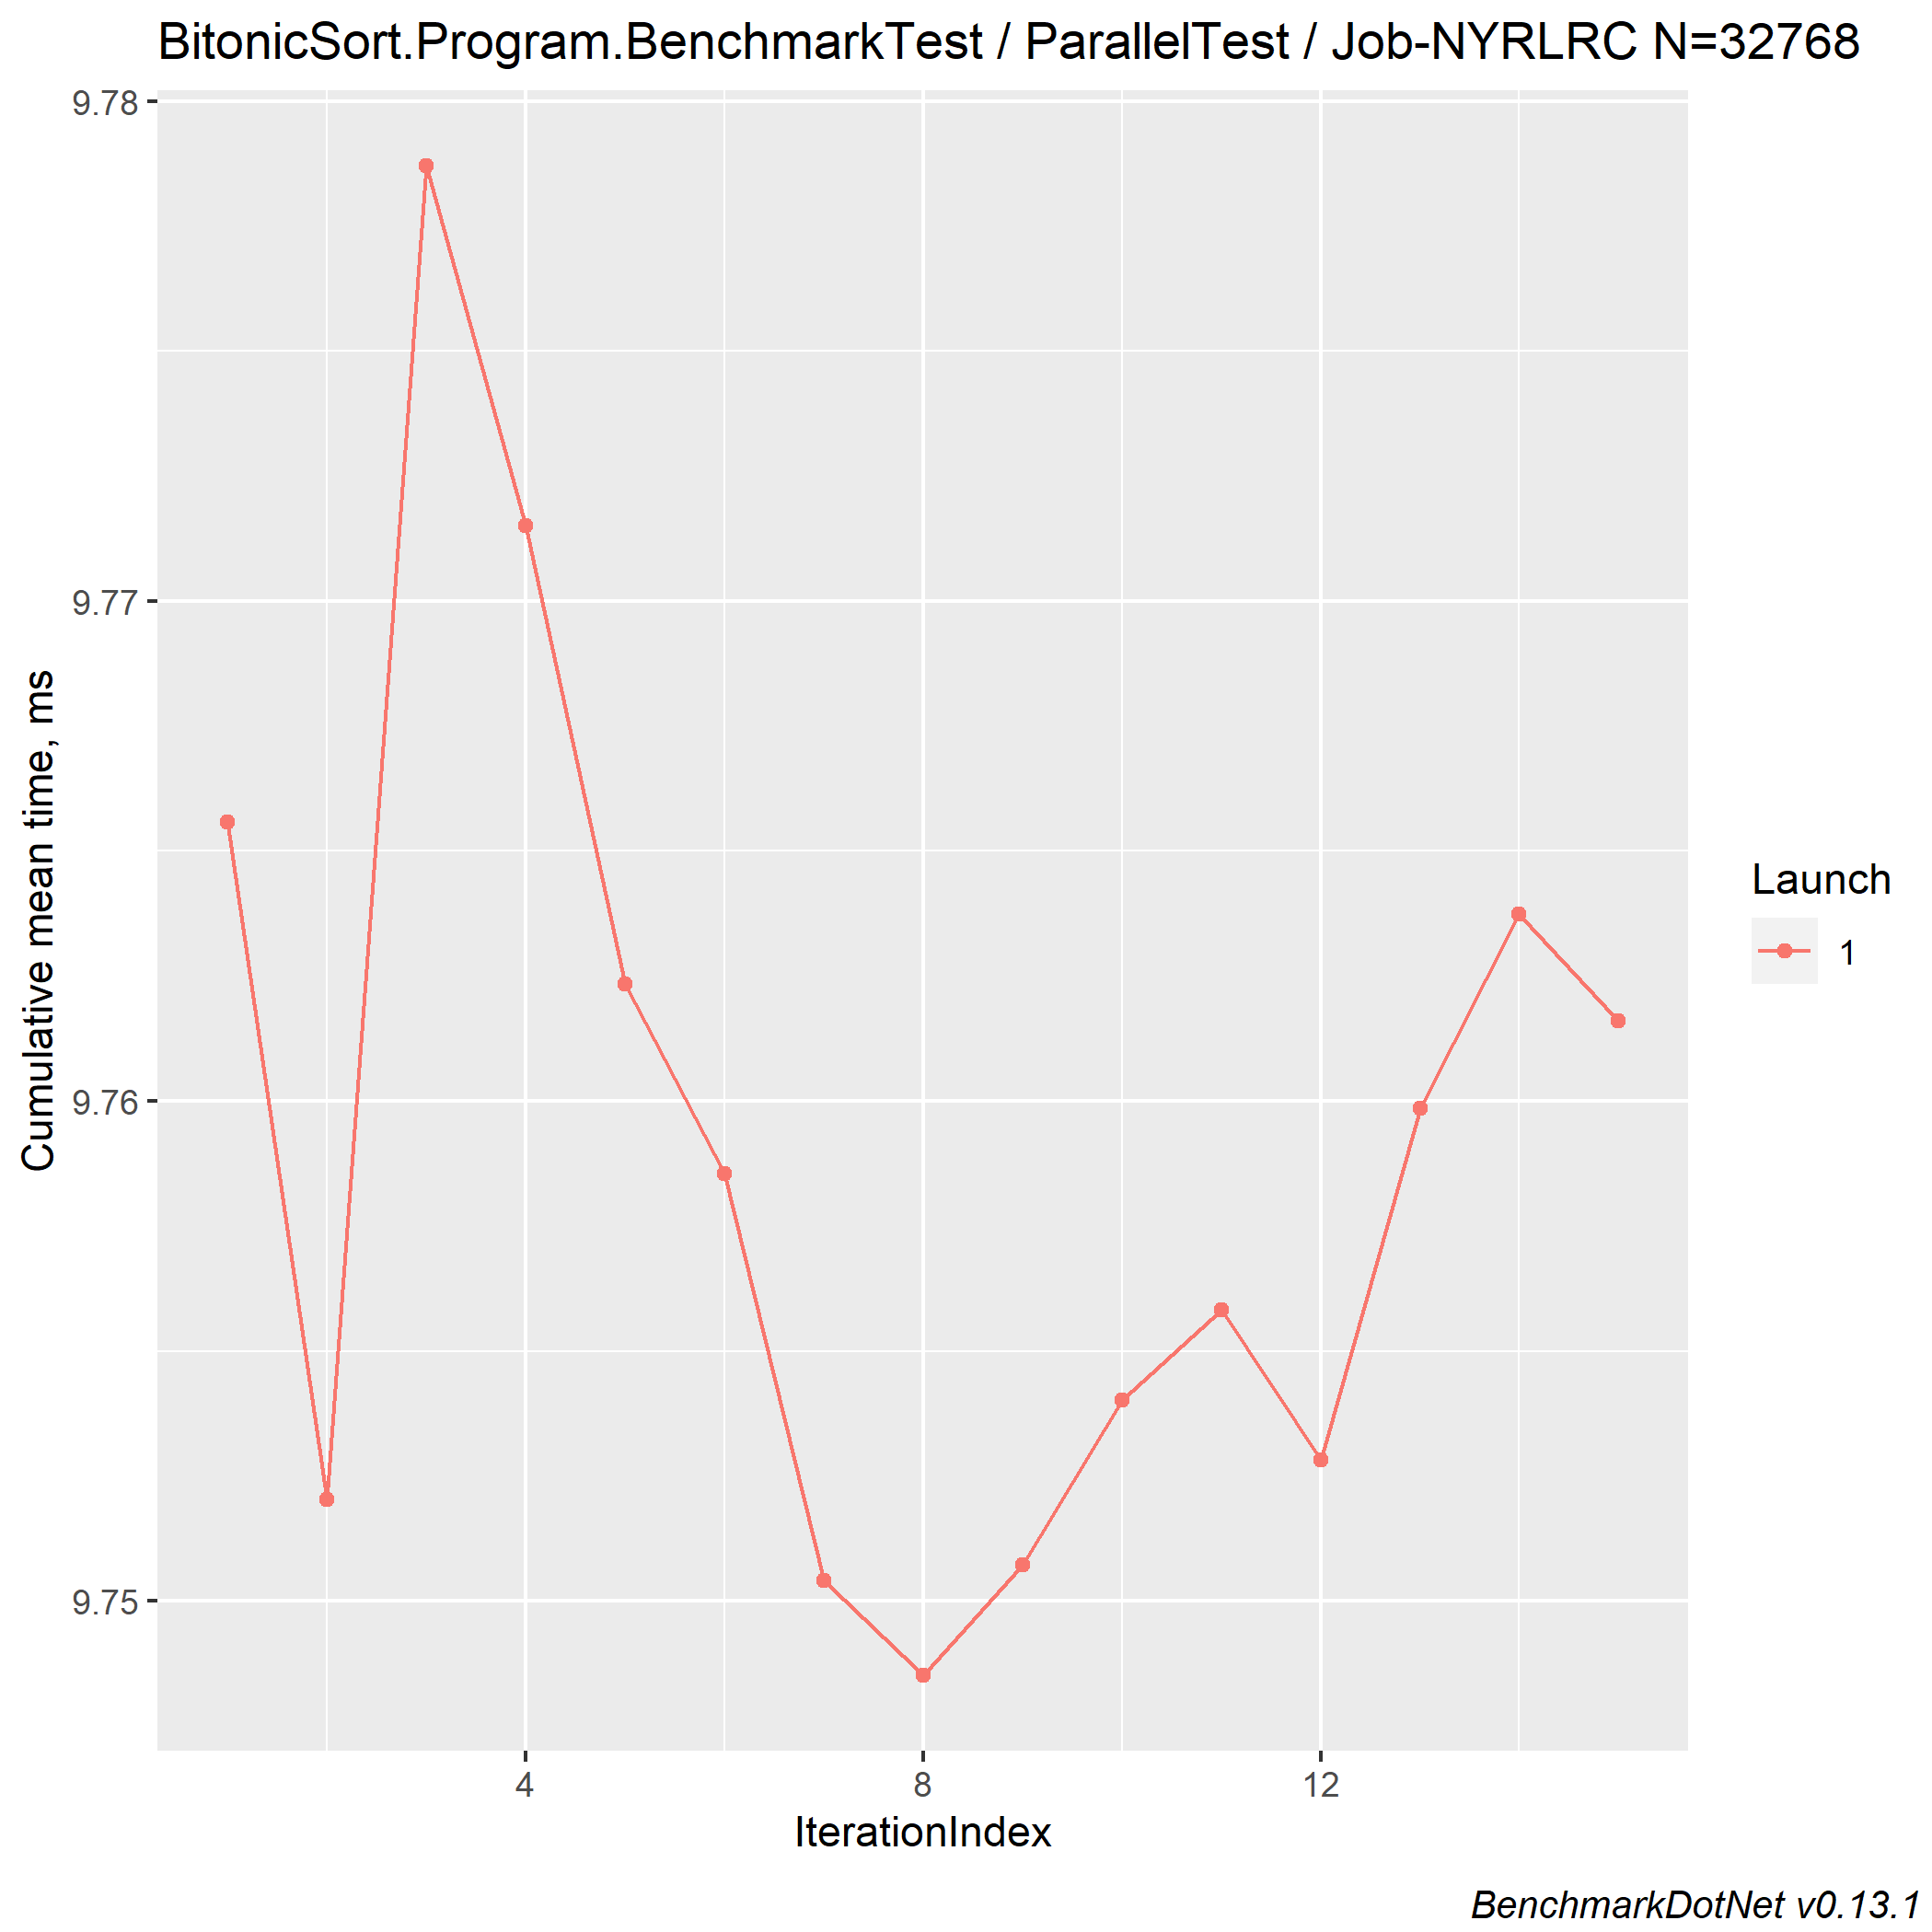 BitonicSort.Program.BenchmarkTest / ParallelTest / Job-NYRLRC N=32768
Cumulative mean time, ms
9.78
9.77
9.76
9.75
4
8
12
IterationIndex
Launch
1
BenchmarkDotNet v0.13.1